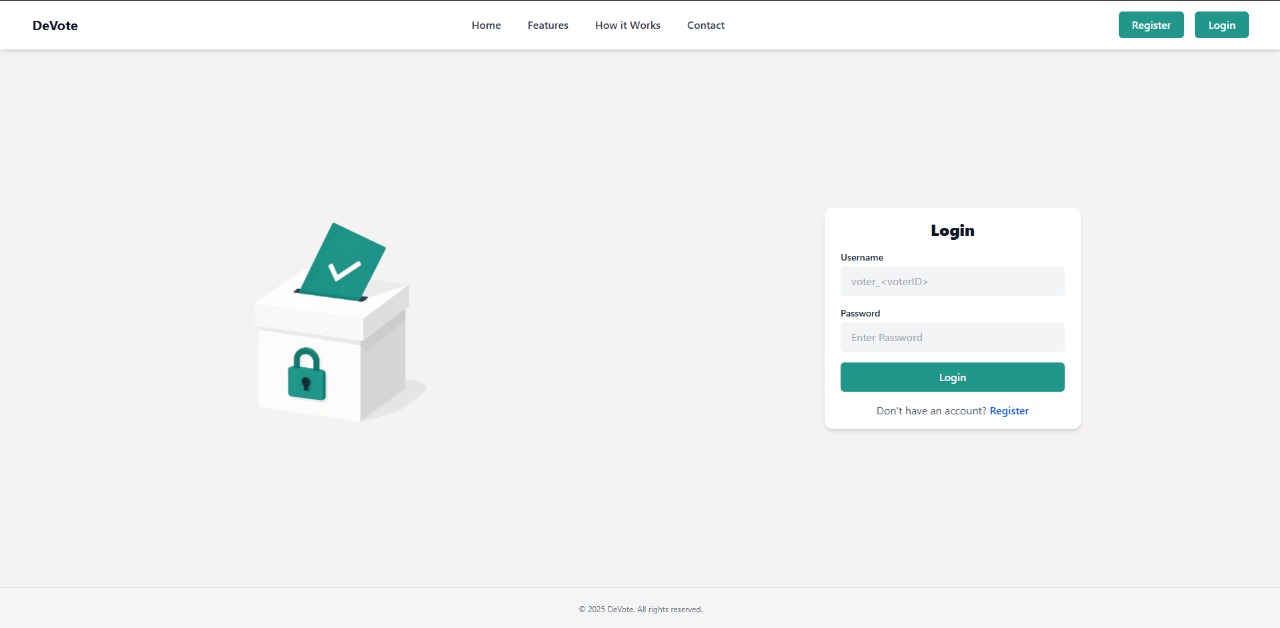 DeVote Home Features How it Works Contact Register Login
Login
Username
voter_<voterID>
Password
Enter Password
Login
Don't have an account? Register
© 2025 DeVote. All rights reserved.